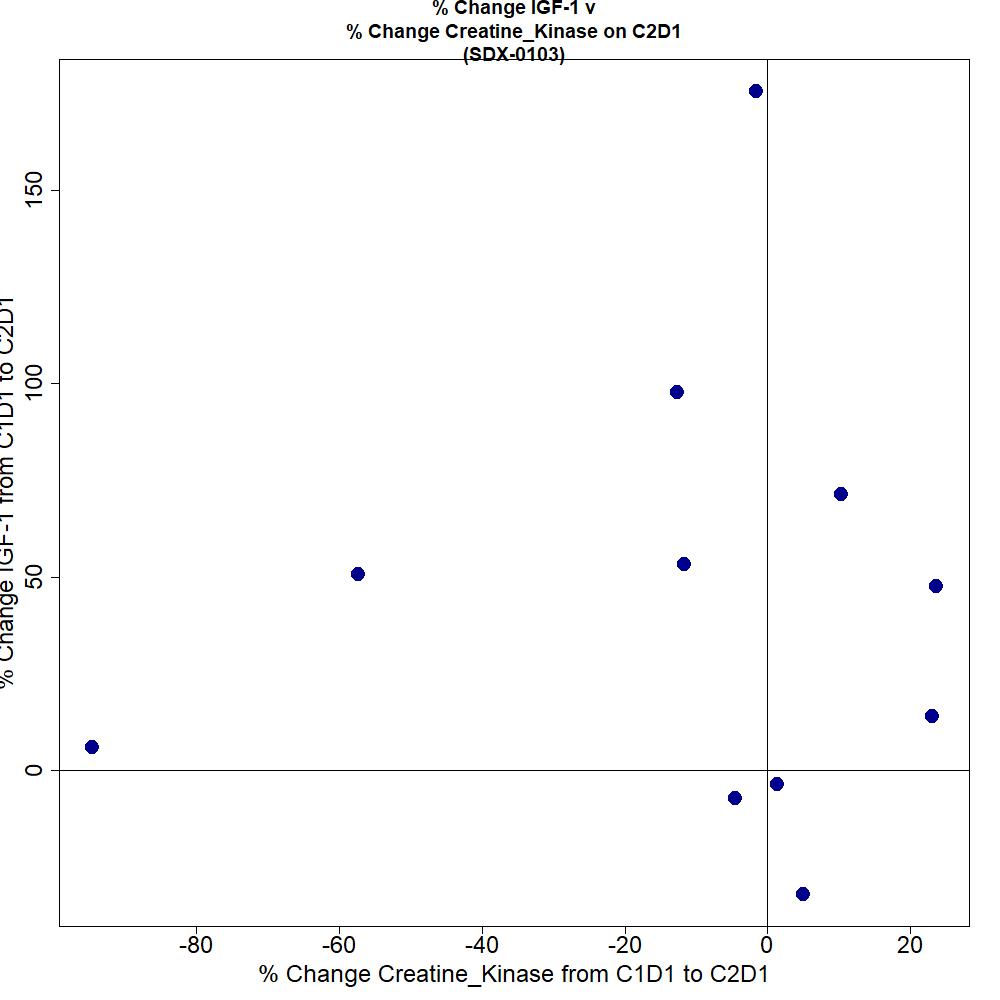 % Change IGF-1 v
% Change Creatine_Kinase on C2D1
(SDX-0103)
% Change IGF-1 from C1D1 to C2D1
150
100
50
0
-80
-60
-40
-20
0
20
% Change Creatine_Kinase from C1D1 to C2D1